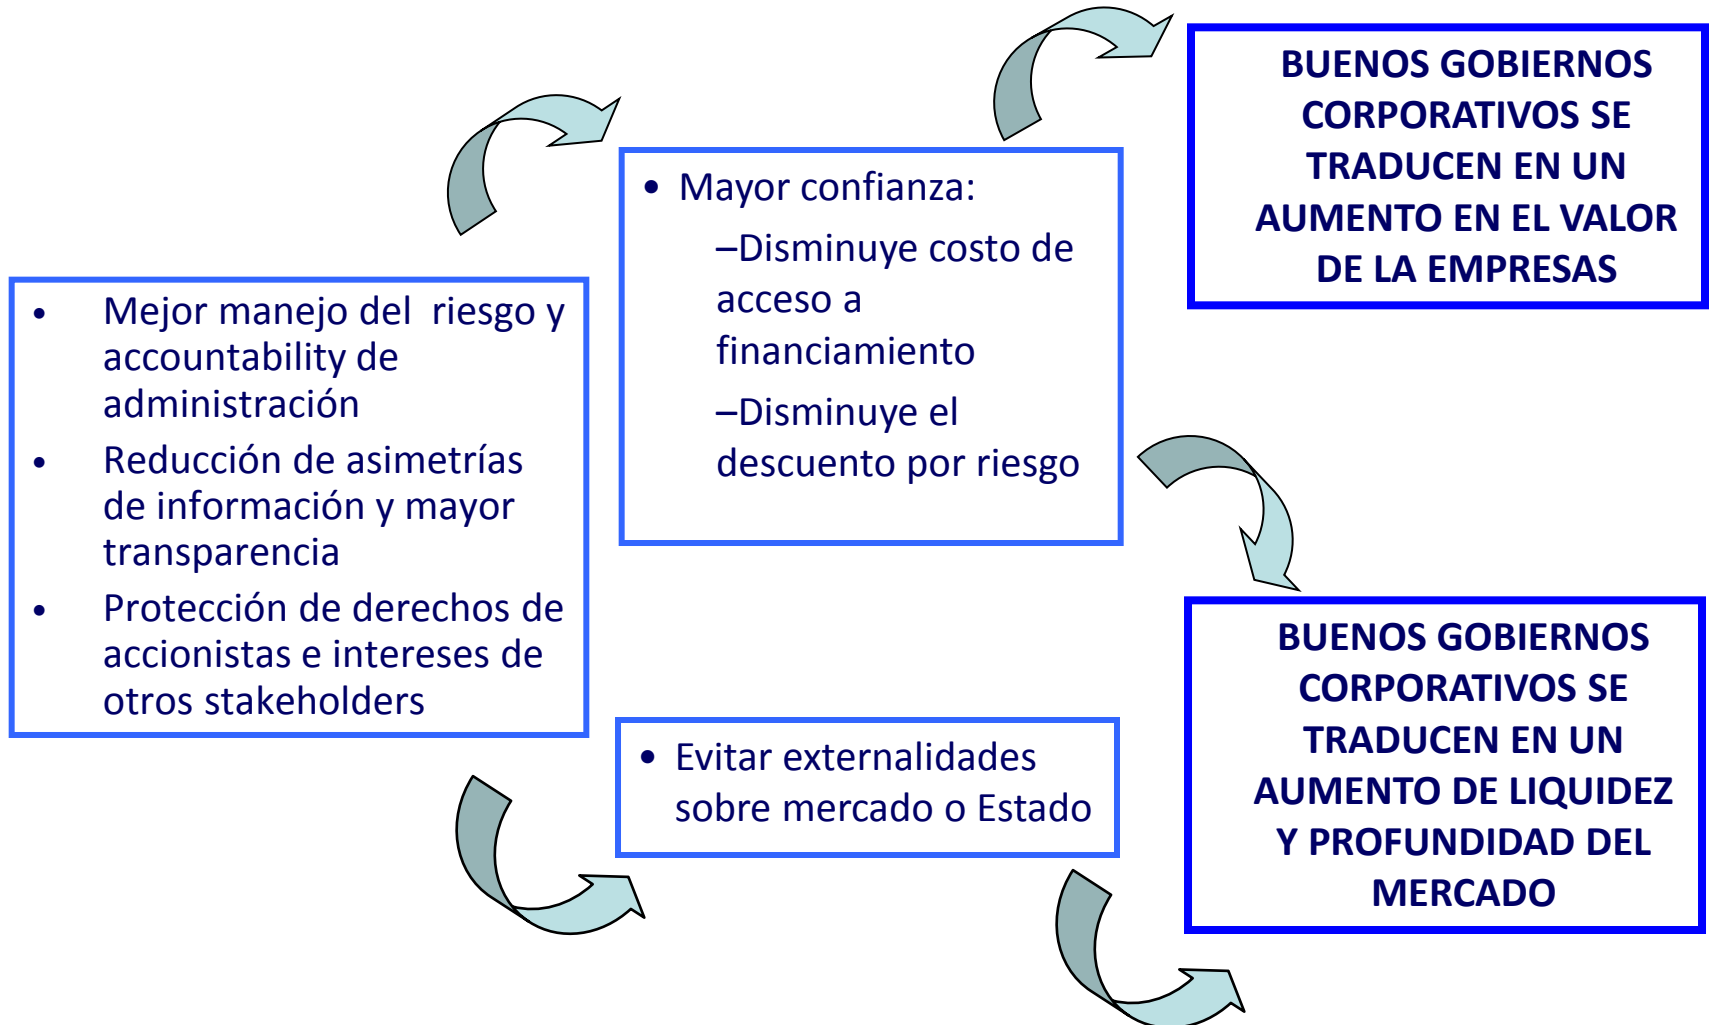 • Mejor manejo del riesgo y
accountability de
administración
• Reducción de asimetrías
de información y mayor
transparencia
• Protección de derechos de
accionistas e intereses de
otros stakeholders
• Mayor confianza:
–Disminuye costo de
acceso a
financiamiento
–Disminuye el
descuento por riesgo
• Evitar externalidades
sobre mercado o Estado
BUENOS GOBIERNOS
CORPORATIVOS SE
TRADUCEN EN UN
AUMENTO EN EL VALOR
DE LA EMPRESAS
BUENOS GOBIERNOS
CORPORATIVOS SE
TRADUCEN EN UN
AUMENTO DE LIQUIDEZ
Y PROFUNDIDAD DEL
MERCADO